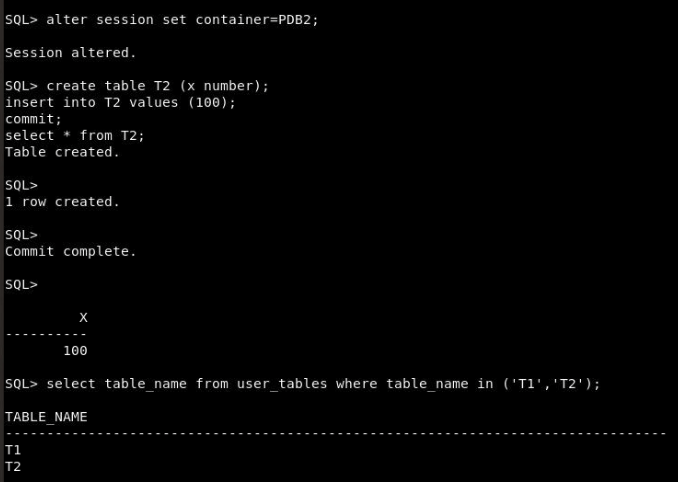 SQL> alter session set container=PDB2;
Session altered.
SQL> create table T2 (x number);
insert into T2 values (100);
commit;
select * from T2;
Table created.
SQL>
1 row created.
SQL>
Commit complete.
SQL>
X
----------
100
SQL> select table_name from user_tables where table_name in ('T1','T2');
TABLE_NAME
--------------------------------------------------------------------------------
T1
T2